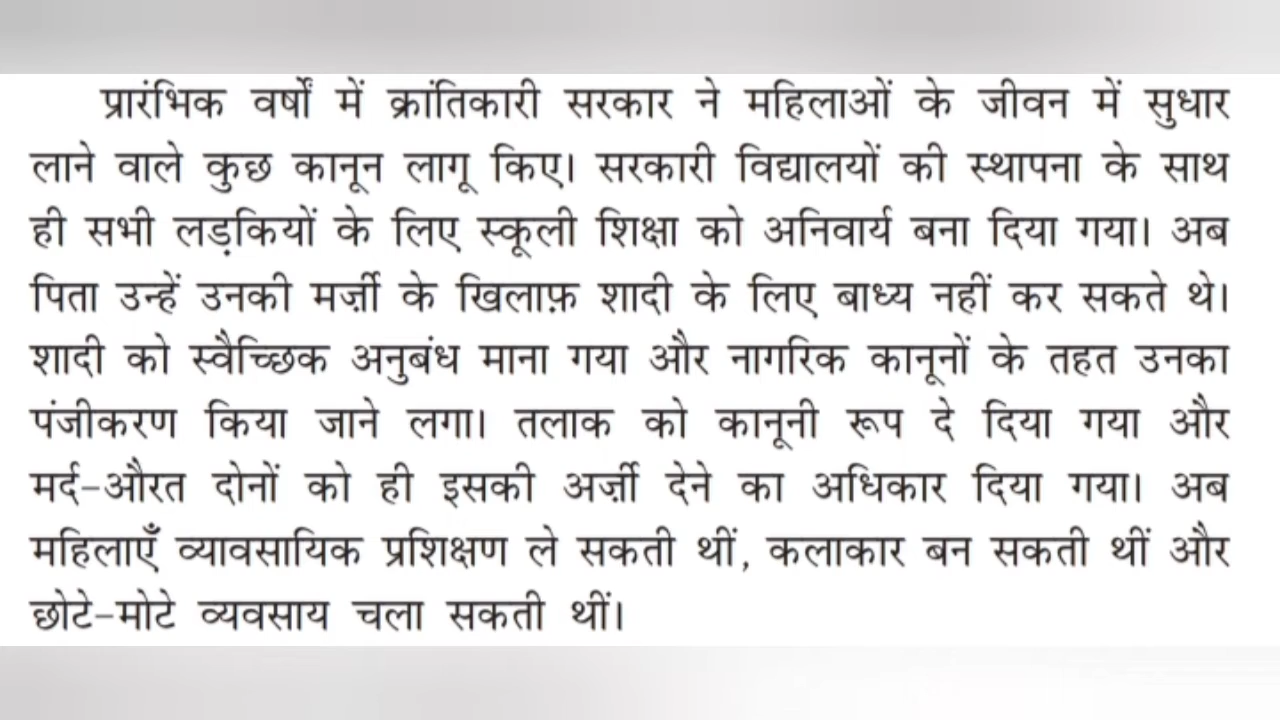 प्रारंभिक वर्षों में क्रांतिकारी सरकार ने महिलाओं के जीवन में सुधार
लाने वाले कुछ कानून लागू किए। सरकारी विद्यालयों की स्थापना के साथ
ही सभी लड़कियों के लिए स्कूली शिक्षा को अनिवार्य बना दिया गया। अब
पिता उन्हें उनकी मर्ज़ी के खिलाफ़ शादी के लिए बाध्य नहीं कर सकते थे।
शादी को स्वैच्छिक अनुबंध माना गया और नागरिक कानूनों के तहत उनका
पंजीकरण किया जाने लगा। तलाक को कानूनी रूप दे दिया गया और
मर्द-औरत दोनों को ही इसकी अर्ज़ी देने का अधिकार दिया गया। अब
महिलाएँ व्यावसायिक प्रशिक्षण ले सकती थीं, कलाकार बन सकती थीं और
छोटे-मोटे व्यवसाय चला सकती थीं।